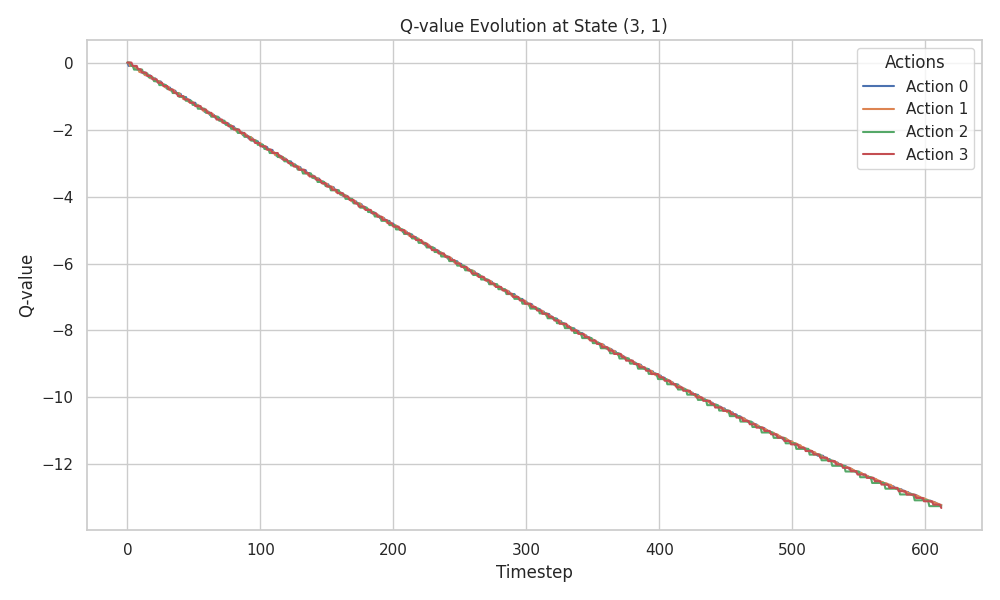 Q-value Evolution at State (3, 1)
Actions
Action 0
Action 1
Action 2
Action 3
Q-value
0
−2
−4
−6
−8
−10
−12
0 100 200 300 400 500 600
Timestep